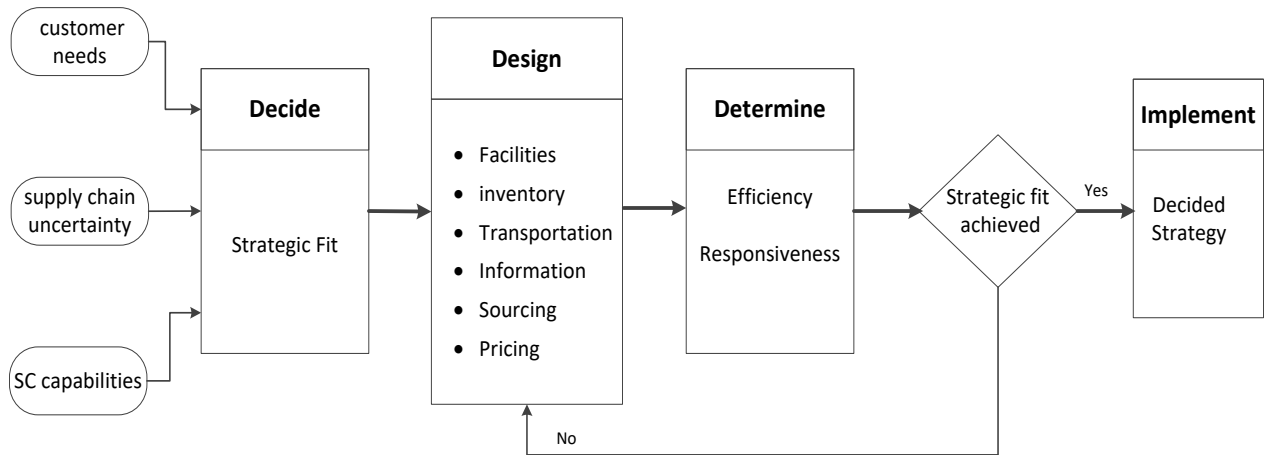 customer
needs
supply chain
uncertainty
SC capabilities
Decide
Strategic Fit
Design
• Facilities
• inventory
• Transportation
• Information
• Sourcing
• Pricing
Determine
Efficiency
Responsiveness
Strategic fit
achieved
Yes
No
Implement
Decided
Strategy